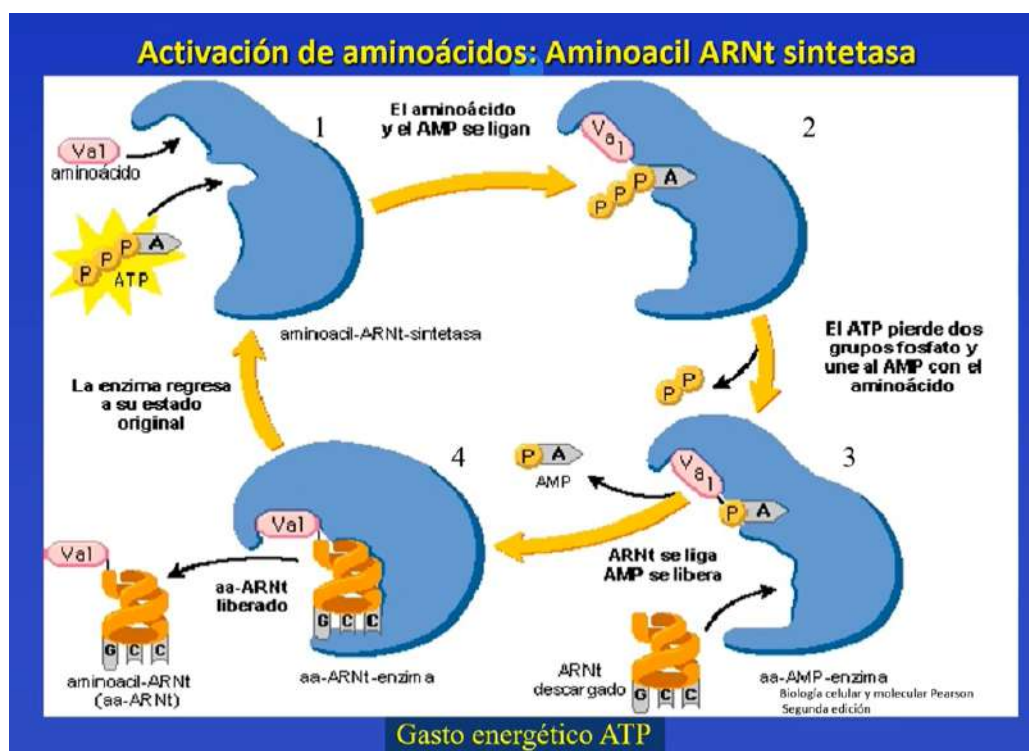 Activación de aminoácidos: Aminoacil ARNt sintetasa
1
Val
aminoácido
P P P A
ATP
aminoacil-ARNt-sintetasa
El aminoácido
y el AMP se ligan
2
Val
P P P A
El ATP pierde dos
grupos fosfato y
une al AMP con el
aminoácido
P P
3
Val
P A
aa-AMP-enzima
Biología celular y molecular Pearson
Segunda edición
P A
AMP
ARNt se liga
AMP se libera
ARNt
descargado
G C C
4
Val
G C C
aa-ARNt-enzima
aa-ARNt
liberado
Val
G C C
aminoacil-ARNt
(aa-ARNt)
La enzima regresa
a su estado
original
Gasto energético ATP